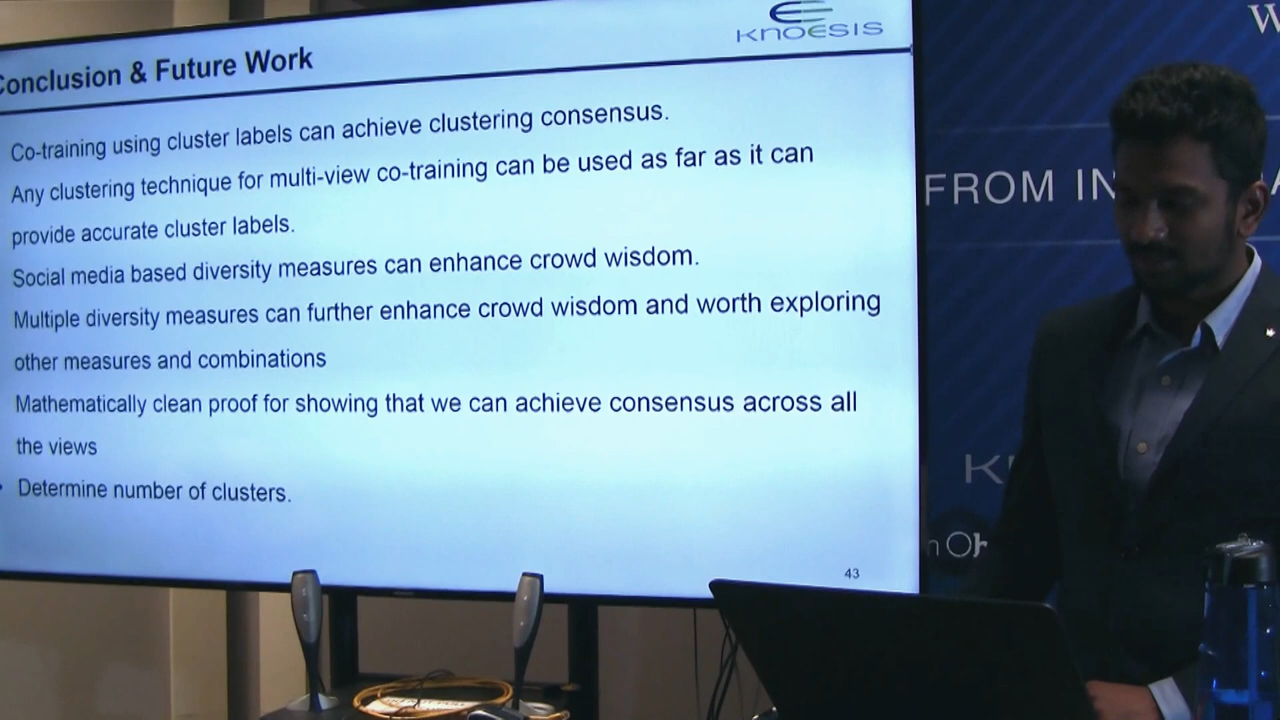 Conclusion & Future Work
KNOESIS
Co-training using cluster labels can achieve clustering consensus.
Any clustering technique for multi-view co-training can be used as far as it can
provide accurate cluster labels.
Social media based diversity measures can enhance crowd wisdom.
Multiple diversity measures can further enhance crowd wisdom and worth exploring
other measures and combinations
Mathematically clean proof for showing that we can achieve consensus across all
the views
• Determine number of clusters.
43
W
FROM IN